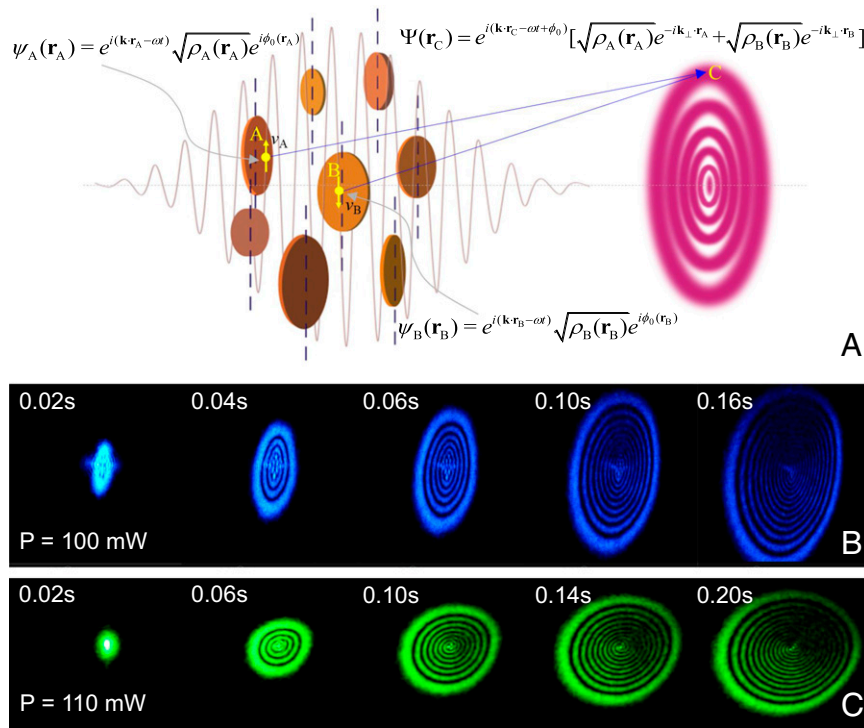 ψ_A(r_A) = e^{i(k·r_A−ωt)}√ρ_A(r_A) e^{iϕ_0(r_A)}
Ψ(r_C) = e^{i(k·r_C−ωt+ϕ_0)}[√ρ_A(r_A) e^{−ik_⊥·r_A} + √ρ_B(r_B) e^{−ik_⊥·r_B}]
C
A
v_A
B
v_B
ψ_B(r_B) = e^{i(k·r_B−ωt)}√ρ_B(r_B) e^{iϕ_0(r_B)}
A
0.02s 0.04s 0.06s 0.10s 0.16s
P = 100 mW
B
0.02s 0.06s 0.10s 0.14s 0.20s
P = 110 mW
C